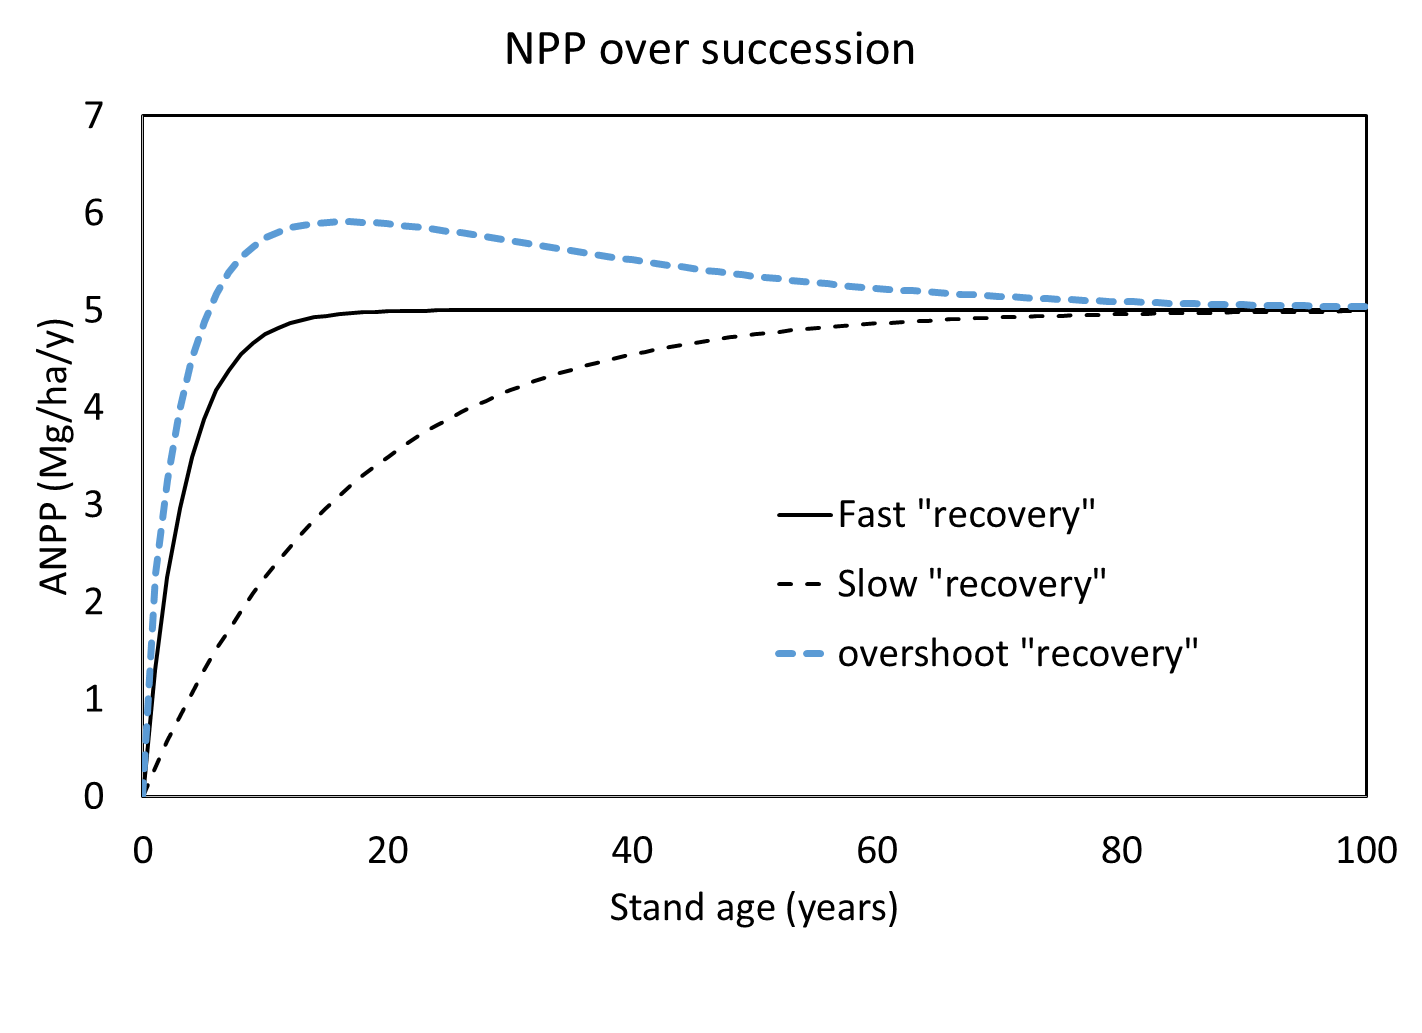 NPP over succession
7
6
5
4
3
2
1
0
ANPP (Mg/ha/y)
Fast "recovery"
Slow "recovery"
overshoot "recovery"
0 20 40 60 80 100
Stand age (years)